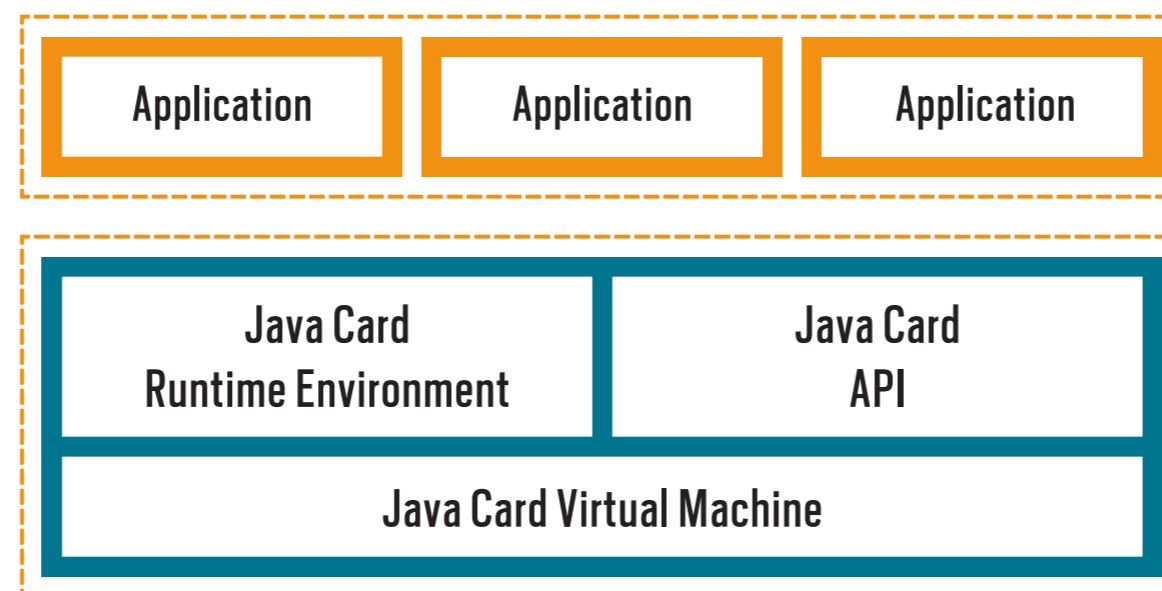 Application
Application
Application
Java Card
Runtime Environment
Java Card
API
Java Card Virtual Machine